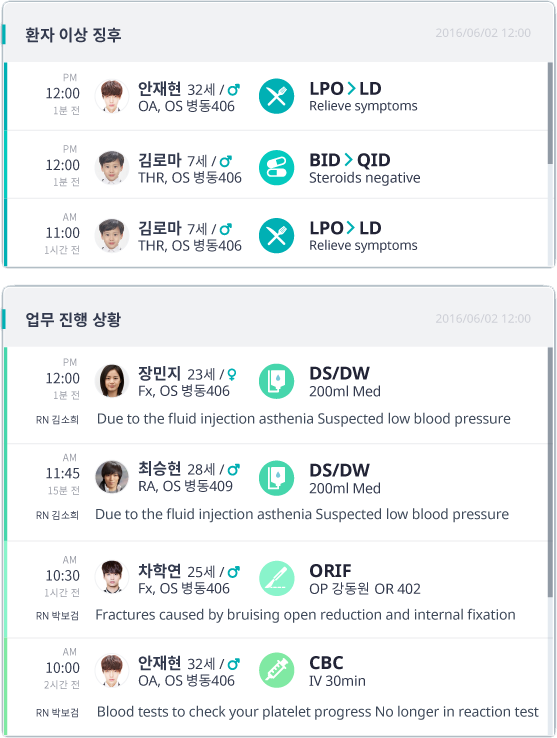 환자 이상 징후
2016/06/02 12:00
PM
12:00
1분 전
안재현 32세 / ♂
OA, OS 병동406
LPO > LD
Relieve symptoms
PM
12:00
1분 전
김로마 7세 / ♂
THR, OS 병동406
BID > QID
Steroids negative
AM
11:00
1시간 전
김로마 7세 / ♂
THR, OS 병동406
LPO > LD
Relieve symptoms
업무 진행 상황
2016/06/02 12:00
PM
12:00
1분 전
장민지 23세 / ♀
Fx, OS 병동406
DS/DW
200ml Med
RN 김소희 Due to the fluid injection asthenia Suspected low blood pressure
AM
11:45
15분 전
최승현 28세 / ♂
RA, OS 병동409
DS/DW
200ml Med
RN 김소희 Due to the fluid injection asthenia Suspected low blood pressure
AM
10:30
1시간 전
차학연 25세 / ♂
Fx, OS 병동406
ORIF
OP 강동원 OR 402
RN 박보검 Fractures caused by bruising open reduction and internal fixation
AM
10:00
2시간 전
안재현 32세 / ♂
OA, OS 병동406
CBC
IV 30min
RN 박보검 Blood tests to check your platelet progress No longer in reaction test